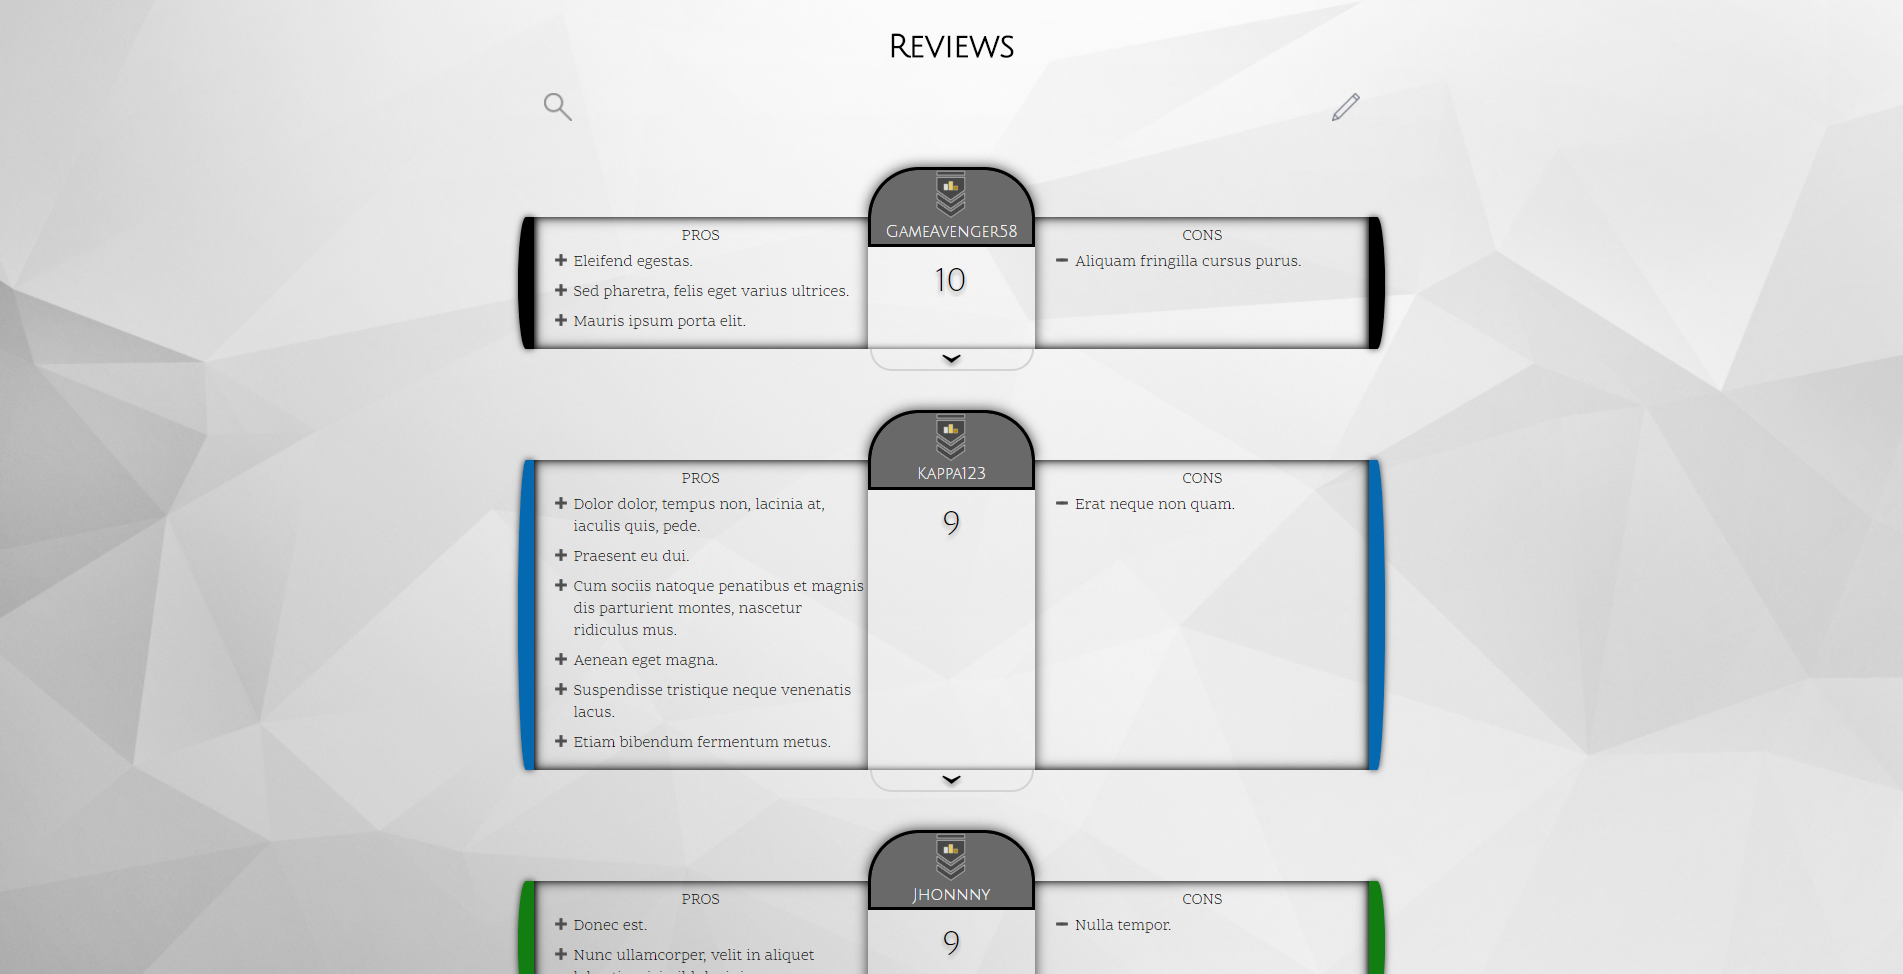 Reviews
GameAvenger58
PROS
Eleifend egestas.
Sed pharetra, felis eget varius ultrices.
Mauris ipsum porta elit.
10
CONS
Aliquam fringilla cursus purus.
Kappa123
PROS
Dolor dolor, tempus non, lacinia at,
iaculis quis, pede.
Praesent eu dui.
Cum sociis natoque penatibus et magnis
dis parturient montes, nascetur
ridiculus mus.
Aenean eget magna.
Suspendisse tristique neque venenatis
lacus.
Etiam bibendum fermentum metus.
9
CONS
Erat neque non quam.
Jhonnny
PROS
Donec est.
Nunc ullamcorper, velit in aliquet
9
CONS
Nulla tempor.